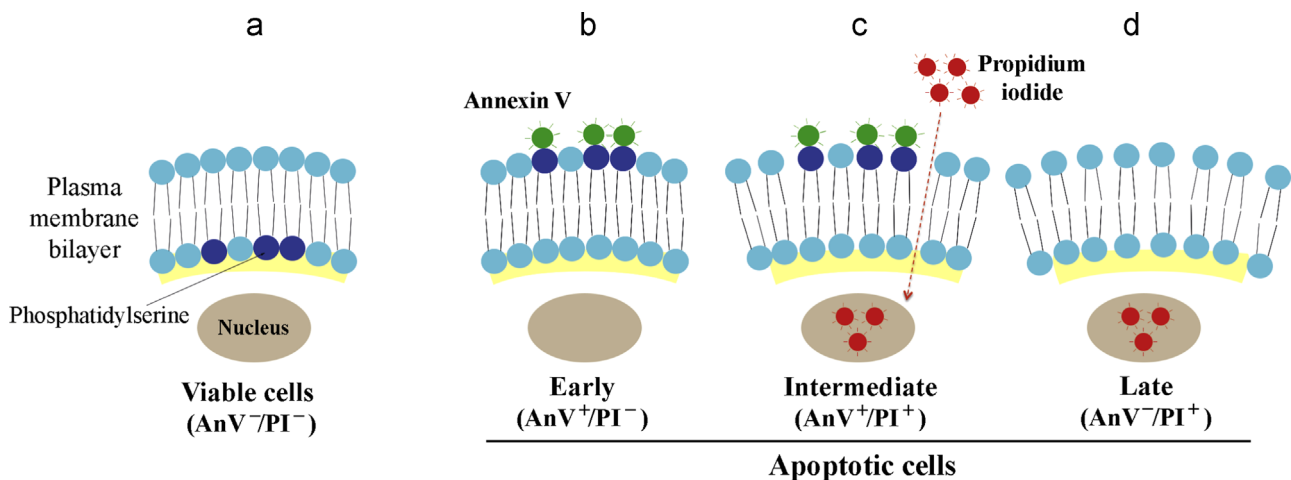 a
b
c
d
Propidium
iodide
Annexin V
Plasma
membrane
bilayer
Phosphatidylserine
Nucleus
Viable cells
(AnV⁻/PI⁻)
Early
(AnV⁺/PI⁻)
Intermediate
(AnV⁺/PI⁺)
Late
(AnV⁻/PI⁺)
Apoptotic cells